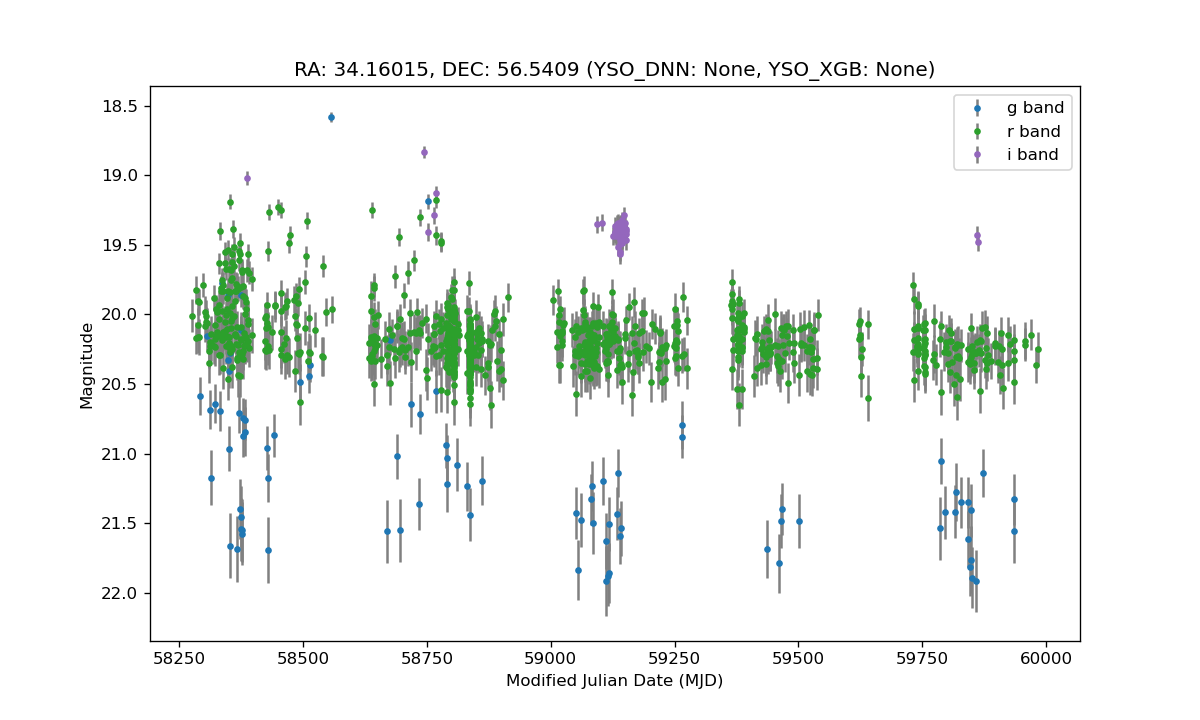 RA: 34.16015, DEC: 56.5409 (YSO_DNN: None, YSO_XGB: None)
g band
r band
i band
18.5
19.0
19.5
20.0
20.5
21.0
21.5
22.0
Magnitude
58250 58500 58750 59000 59250 59500 59750 60000
Modified Julian Date (MJD)